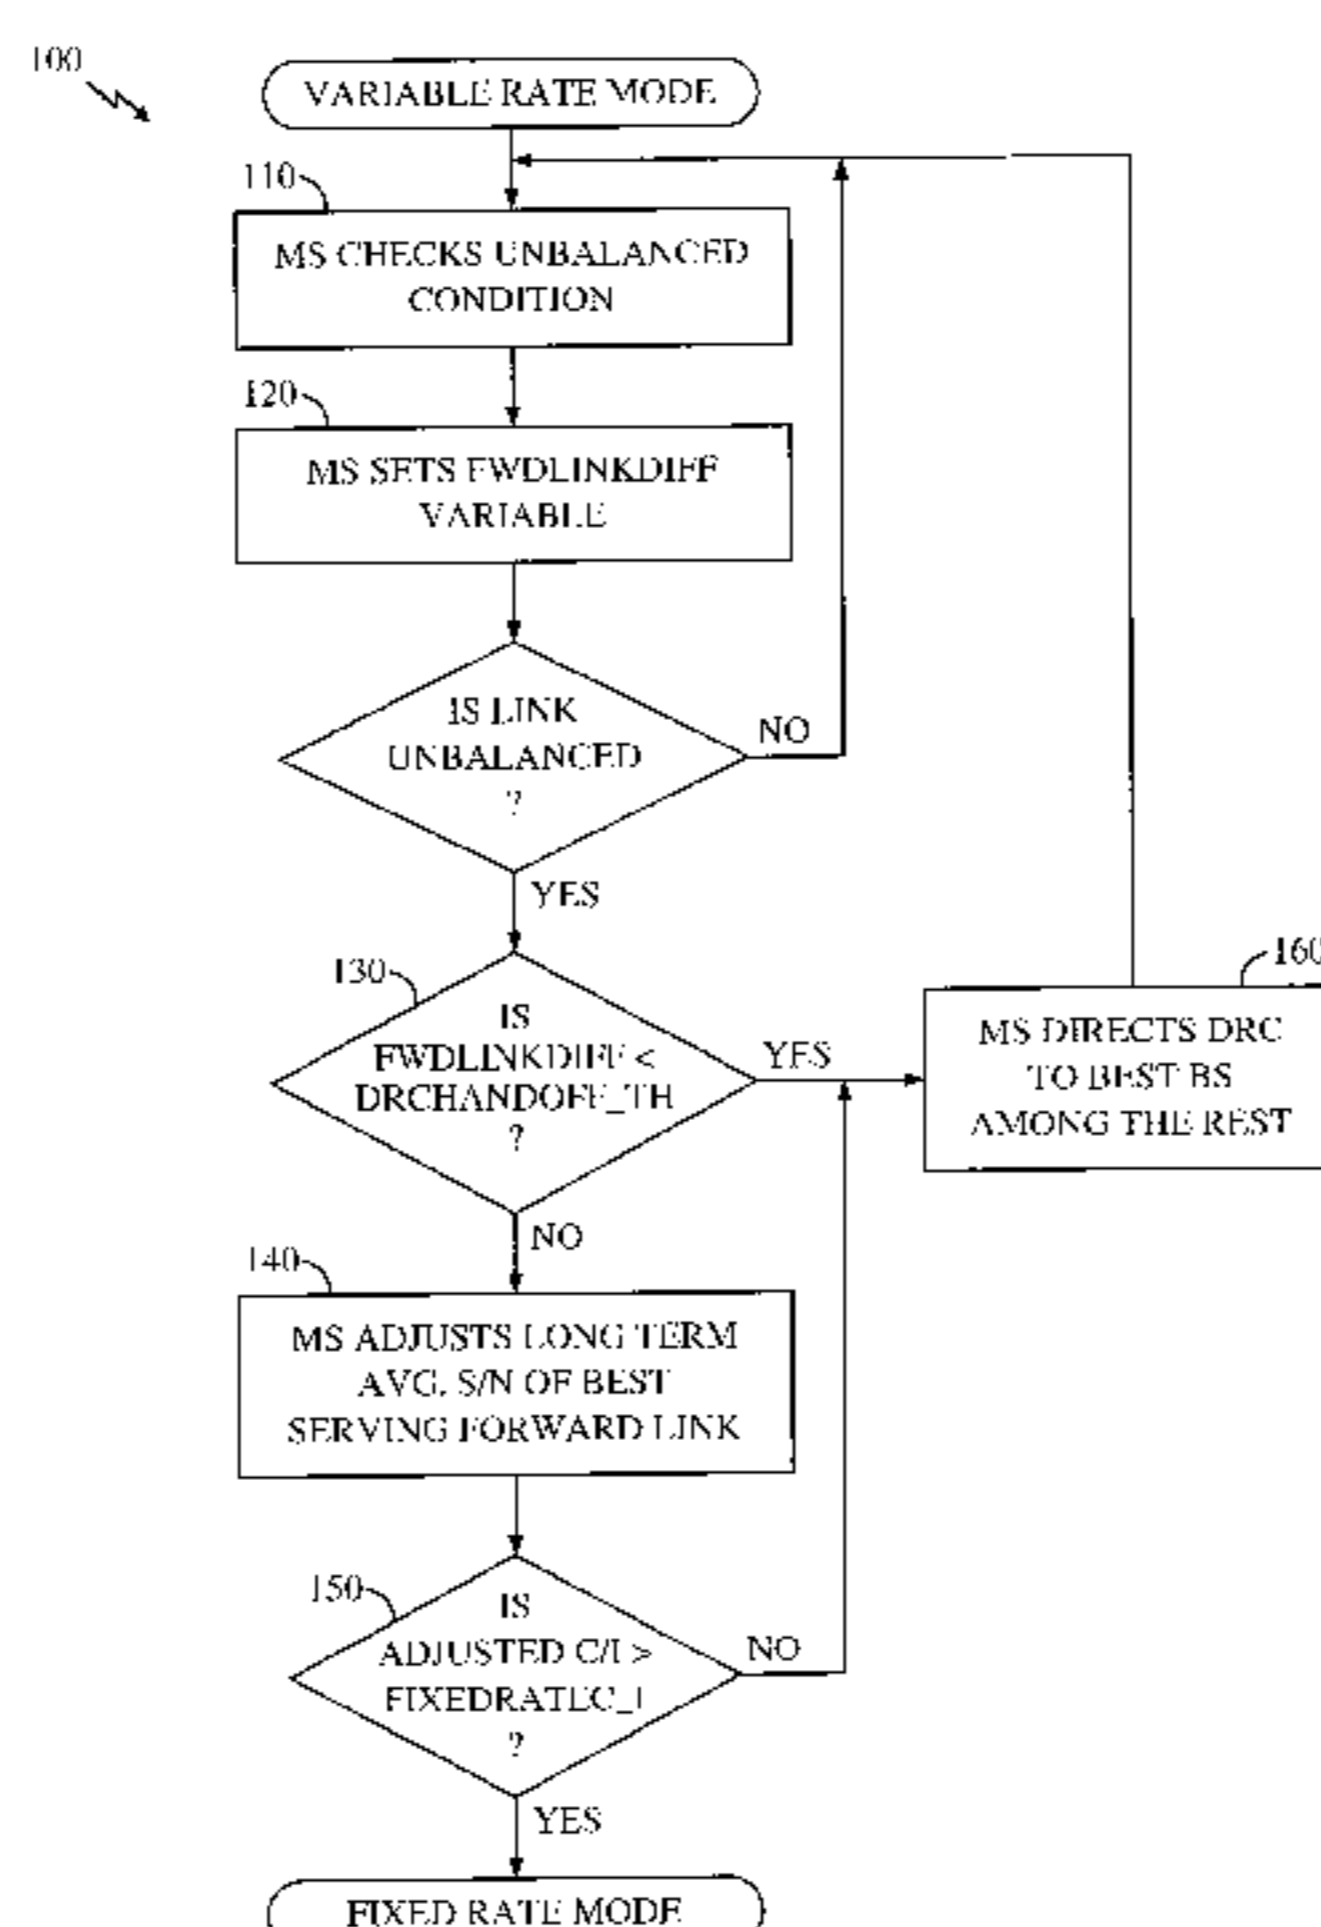 100
VARIABLE RATE MODE
110
MS CHECKS UNBALANCED
CONDITION
120
MS SETS FWDLINKDIFF
VARIABLE
IS LINK
UNBALANCED
?
NO
YES
130
IS
FWDLINKDIFF <
DRCHANDOFF_TH
?
YES
160
MS DIRECTS DRC
TO BEST BS
AMONG THE REST
NO
140
MS ADJUSTS LONG TERM
AVG. S/N OF BEST
SERVING FORWARD LINK
150
IS
ADJUSTED C/I >
FIXEDRATEC_I
?
NO
YES
FIXED RATE MODE